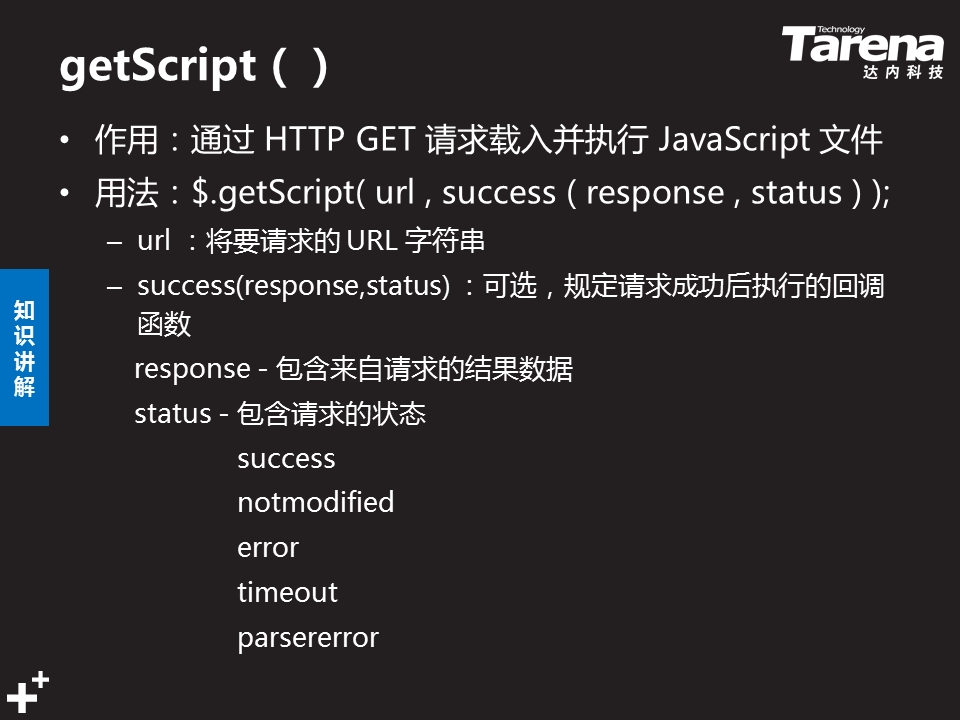 getScript（ ）
Technology
Tarena
达内科技
• 作用：通过 HTTP GET 请求载入并执行 JavaScript 文件
• 用法：$.getScript( url , success ( response , status ) );
– url ：将要请求的 URL 字符串
– success(response,status) ：可选，规定请求成功后执行的回调
函数
response - 包含来自请求的结果数据
status - 包含请求的状态
success
notmodified
error
timeout
parsererror
知
识
讲
解